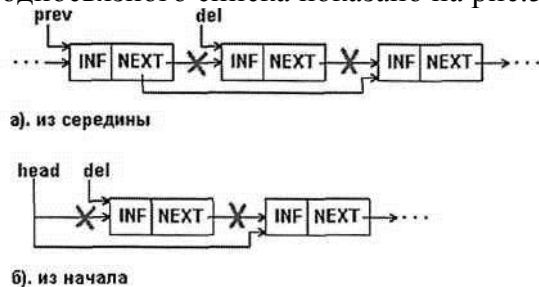 односвязного списка показано на рис.
prev del
INF NEXT INF NEXT INF NEXT
а). из середины
head del
INF NEXT INF NEXT
б). из начала